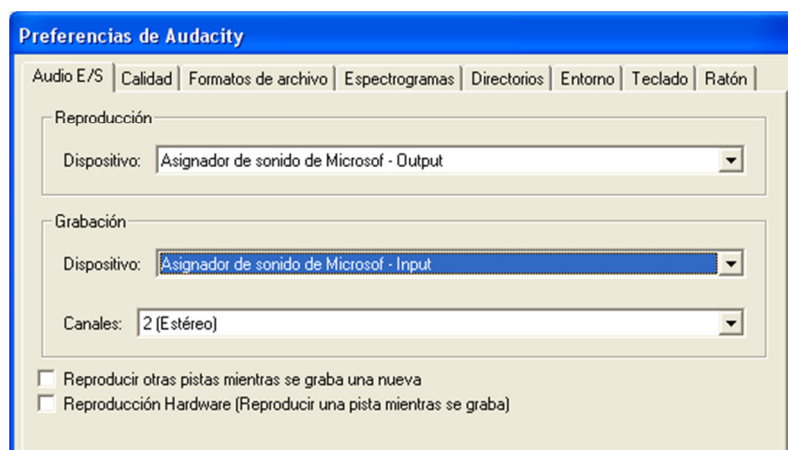 Preferencias de Audacity
Audio E/S Calidad Formatos de archivo Espectrogramas Directorios Entorno Teclado Ratón
Reproducción
Dispositivo: Asignador de sonido de Microsof - Output
Grabación
Dispositivo: Asignador de sonido de Microsof - Input
Canales: 2 (Estéreo)
Reproducir otras pistas mientras se graba una nueva
Reproducción Hardware (Reproducir una pista mientras se graba)